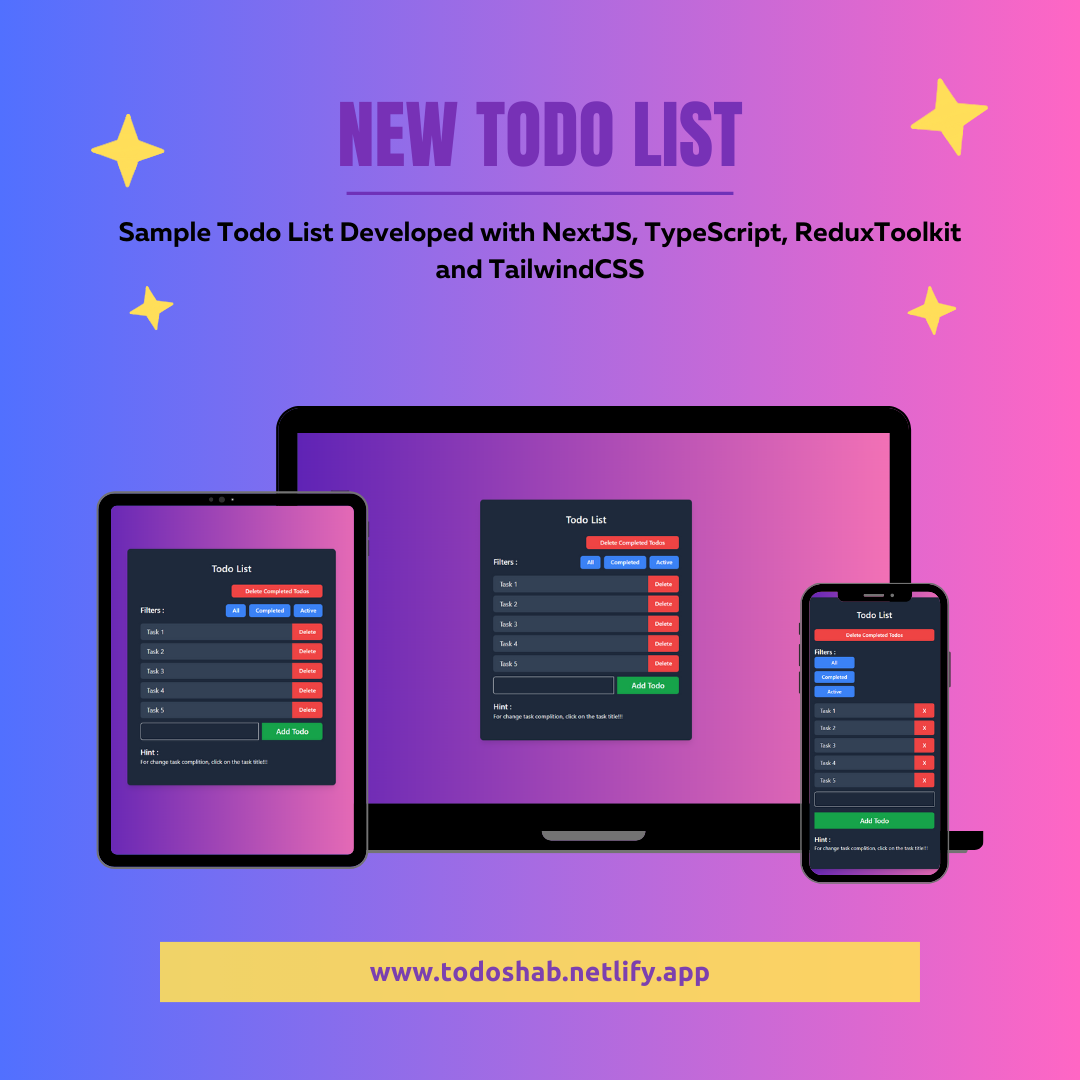 NEW TODO LIST
Sample Todo List Developed with NextJS, TypeScript, ReduxToolkit
and TailwindCSS
Todo List
Delete Completed Todos
Filters :
All
Completed
Active
Task 1
Delete
Task 2
Delete
Task 3
Delete
Task 4
Delete
Task 5
Delete
Add Todo
Hint :
For change task complition, click on the task title!!!
Todo List
Delete Completed Todos
Filters :
All
Completed
Active
Task 1
Delete
Task 2
Delete
Task 3
Delete
Task 4
Delete
Task 5
Delete
Add Todo
Hint :
For change task complition, click on the task title!!!
Todo List
Delete Completed Todos
Filters :
All
Completed
Active
Task 1
X
Task 2
X
Task 3
X
Task 4
X
Task 5
X
Add Todo
Hint :
For change task complition, click on the task title!!!
www.todoshab.netlify.app